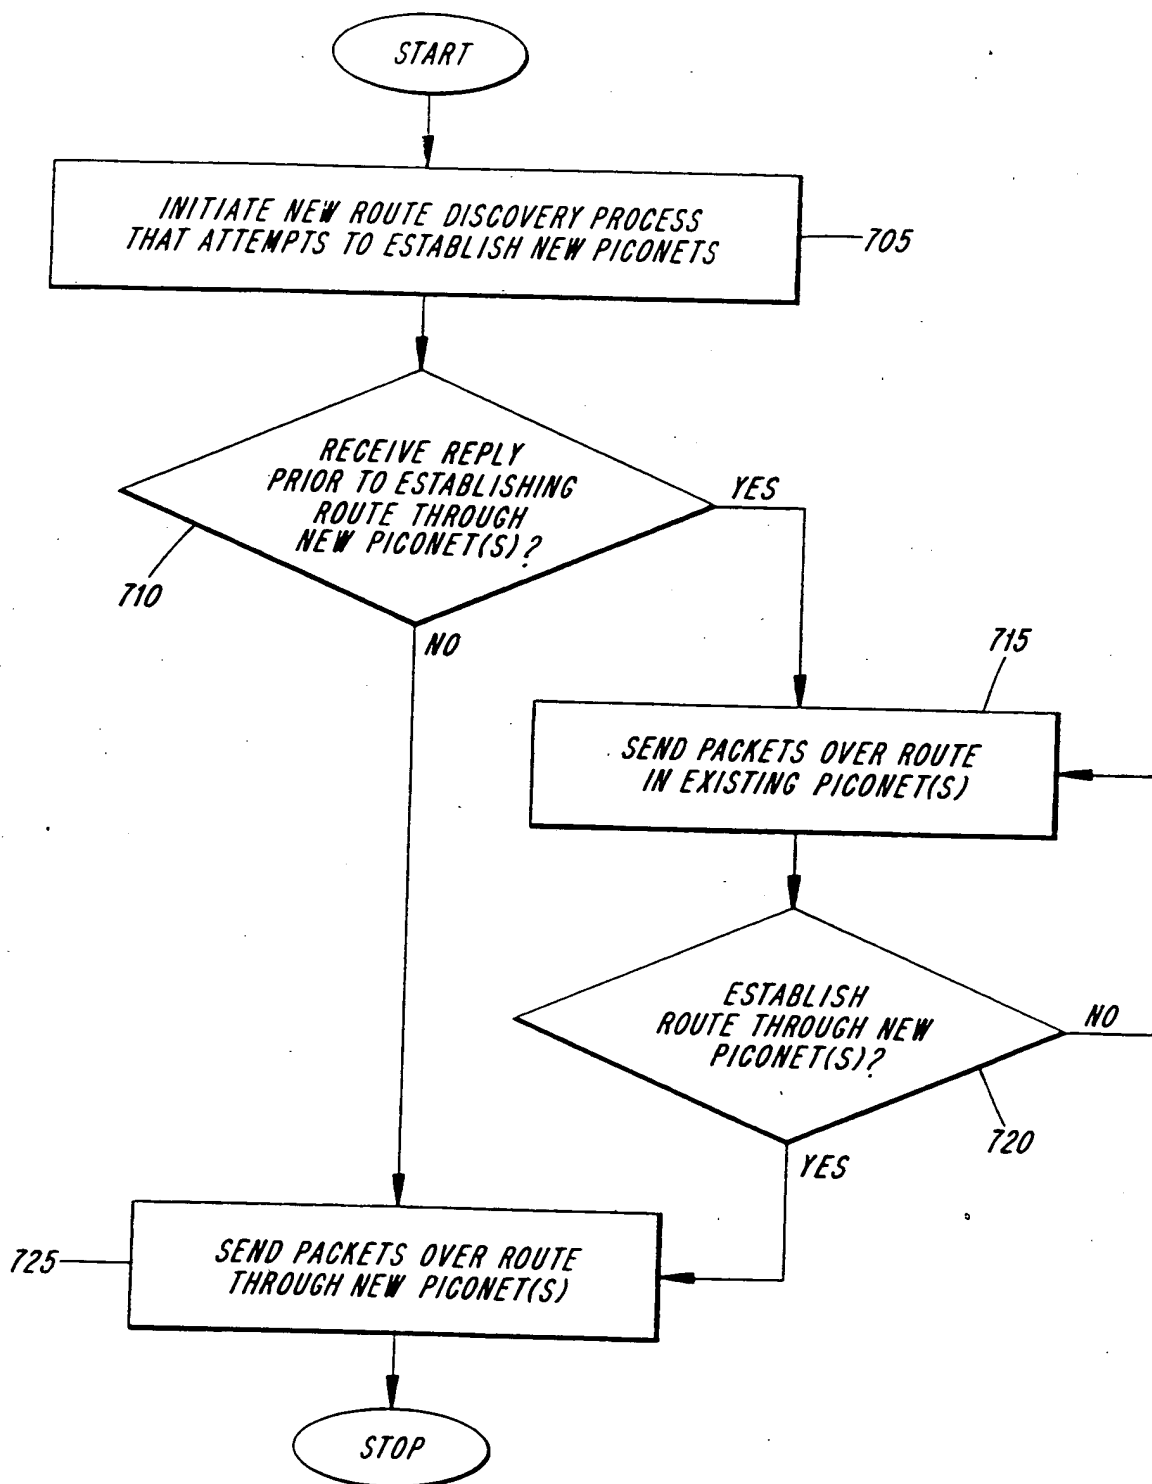 START
INITIATE NEW ROUTE DISCOVERY PROCESS
THAT ATTEMPTS TO ESTABLISH NEW PICONETS
705
RECEIVE REPLY
PRIOR TO ESTABLISHING
ROUTE THROUGH
NEW PICONET(S)?
YES
710
NO
715
SEND PACKETS OVER ROUTE
IN EXISTING PICONET(S)
ESTABLISH
ROUTE THROUGH NEW
PICONET(S)?
NO
720
YES
725
SEND PACKETS OVER ROUTE
THROUGH NEW PICONET(S)
STOP